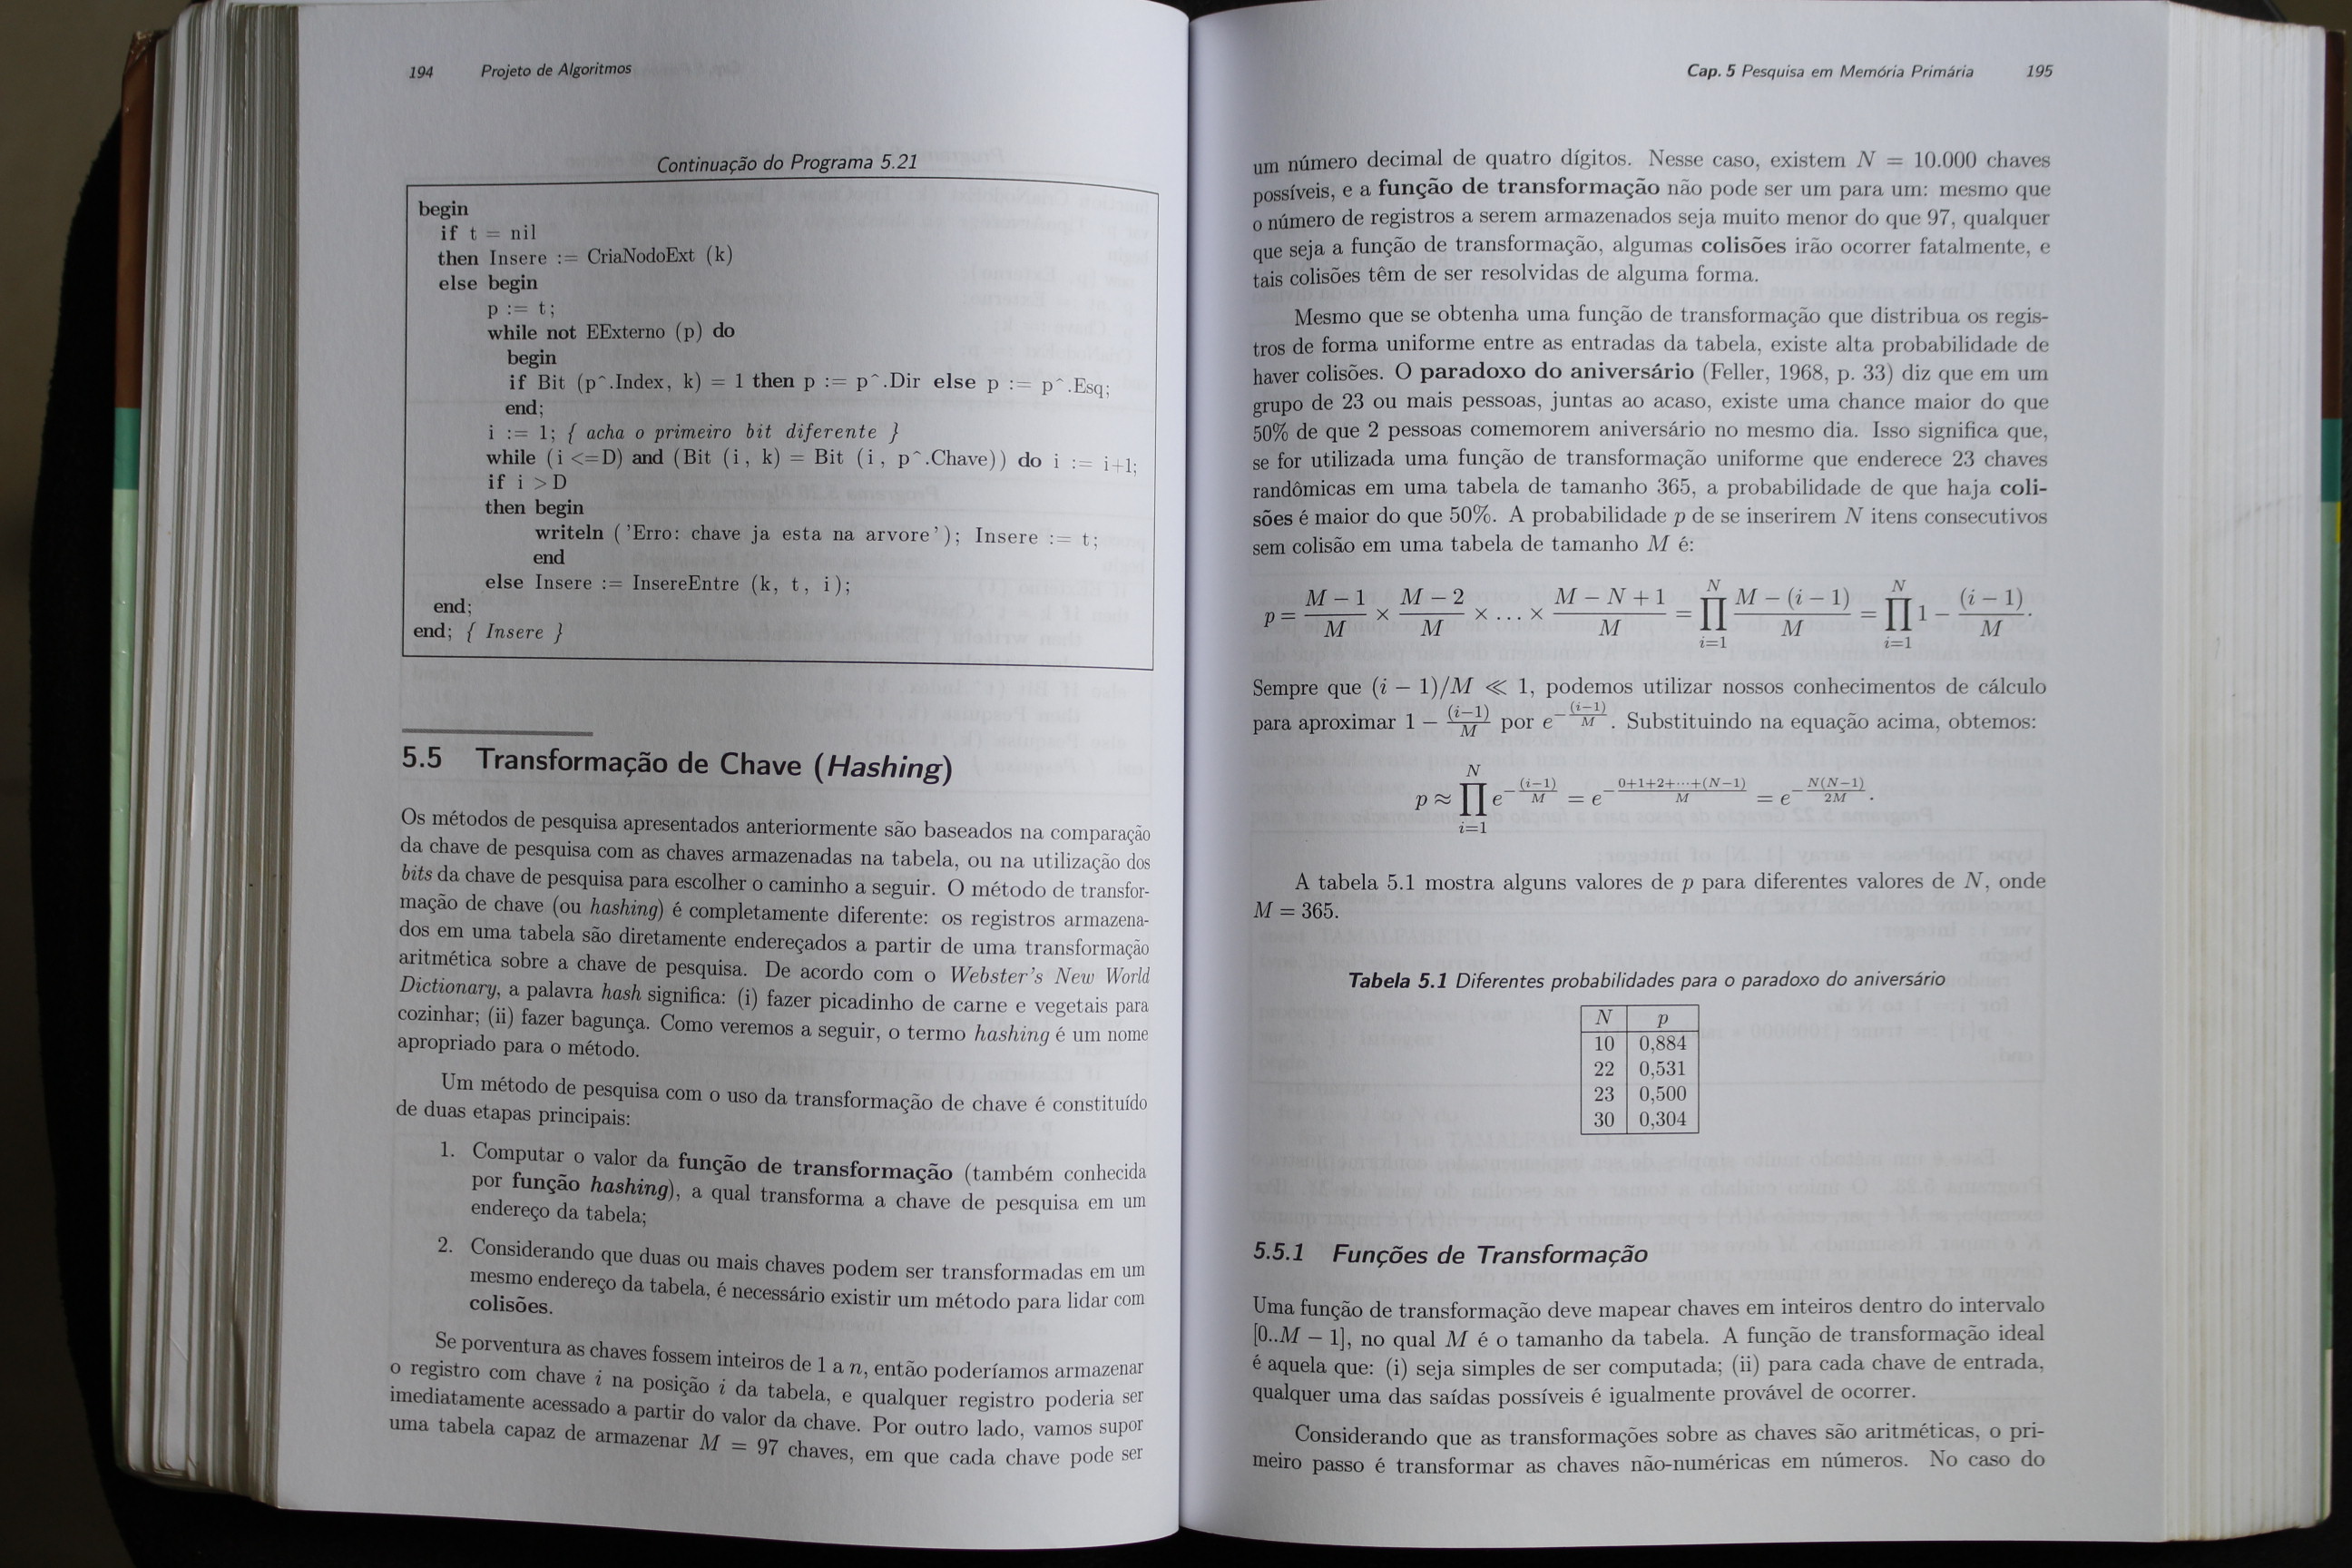 194 Projeto de Algoritmos
Continuação do Programa 5.21
begin
if t = nil
then Insere := CriaNodoExt (k)
else begin
p := t;
while not EExterno (p) do
begin
if Bit (p^.Index, k) = 1 then p := p^.Dir else p := p^.Esq;
end;
i := 1; { acha o primeiro bit diferente }
while (i <=D) and (Bit (i, k) = Bit (i, p^.Chave)) do i := i+1;
if i > D
then begin
writeln ('Erro: chave ja esta na arvore'); Insere := t;
end
else Insere := InsereEntre (k, t, i);
end;
end; { Insere }
5.5 Transformação de Chave (Hashing)
Os métodos de pesquisa apresentados anteriormente são baseados na comparação
da chave de pesquisa com as chaves armazenadas na tabela, ou na utilização dos
bits da chave de pesquisa para escolher o caminho a seguir. O método de transfor-
mação de chave (ou hashing) é completamente diferente: os registros armazena-
dos em uma tabela são diretamente endereçados a partir de uma transformação
aritmética sobre a chave de pesquisa. De acordo com o Webster's New World
Dictionary, a palavra hash significa: (i) fazer picadinho de carne e vegetais para
cozinhar; (ii) fazer bagunça. Como veremos a seguir, o termo hashing é um nome
apropriado para o método.
Um método de pesquisa com o uso da transformação de chave é constituído
de duas etapas principais:
1. Computar o valor da função de transformação (também conhecida
por função hashing), a qual transforma a chave de pesquisa em um
endereço da tabela;
2. Considerando que duas ou mais chaves podem ser transformadas em um
mesmo endereço da tabela, é necessário existir um método para lidar com
colisões.
Se porventura as chaves fossem inteiros de 1 a n, então poderíamos armazenar
o registro com chave i na posição i da tabela, e qualquer registro poderia ser
imediatamente acessado a partir do valor da chave. Por outro lado, vamos supor
uma tabela capaz de armazenar M = 97 chaves, em que cada chave pode ser
Cap. 5 Pesquisa em Memória Primária 195
um número decimal de quatro dígitos. Nesse caso, existem N = 10.000 chaves
possíveis, e a função de transformação não pode ser um para um: mesmo que
o número de registros a serem armazenados seja muito menor do que 97, qualquer
que seja a função de transformação, algumas colisões irão ocorrer fatalmente, e
tais colisões têm de ser resolvidas de alguma forma.
Mesmo que se obtenha uma função de transformação que distribua os regis-
tros de forma uniforme entre as entradas da tabela, existe alta probabilidade de
haver colisões. O paradoxo do aniversário (Feller, 1968, p. 33) diz que em um
grupo de 23 ou mais pessoas, juntas ao acaso, existe uma chance maior do que
50% de que 2 pessoas comemorem aniversário no mesmo dia. Isso significa que,
se for utilizada uma função de transformação uniforme que enderece 23 chaves
randômicas em uma tabela de tamanho 365, a probabilidade de que haja coli-
sões é maior do que 50%. A probabilidade p de se inserirem N itens consecutivos
sem colisão em uma tabela de tamanho M é:
p = \frac{M−1}{M} × \frac{M−2}{M} × … × \frac{M−N+1}{M} = ∏_{i=1}^{N} \frac{M−(i−1)}{M} = ∏_{i=1}^{N} 1 − \frac{(i−1)}{M}.
Sempre que (i − 1)/M ≪ 1, podemos utilizar nossos conhecimentos de cálculo
para aproximar 1 − \frac{(i−1)}{M} por e^{−\frac{(i−1)}{M}}. Substituindo na equação acima, obtemos:
p ≈ ∏_{i=1}^{N} e^{−\frac{(i−1)}{M}} = e^{−\frac{0+1+2+⋯+(N−1)}{M}} = e^{−\frac{N(N−1)}{2M}}.
A tabela 5.1 mostra alguns valores de p para diferentes valores de N, onde
M = 365.
Tabela 5.1 Diferentes probabilidades para o paradoxo do aniversário
N p
10 0,884
22 0,531
23 0,500
30 0,304
5.5.1 Funções de Transformação
Uma função de transformação deve mapear chaves em inteiros dentro do intervalo
[0..M − 1], no qual M é o tamanho da tabela. A função de transformação ideal
é aquela que: (i) seja simples de ser computada; (ii) para cada chave de entrada,
qualquer uma das saídas possíveis é igualmente provável de ocorrer.
Considerando que as transformações sobre as chaves são aritméticas, o pri-
meiro passo é transformar as chaves não-numéricas em números. No caso do